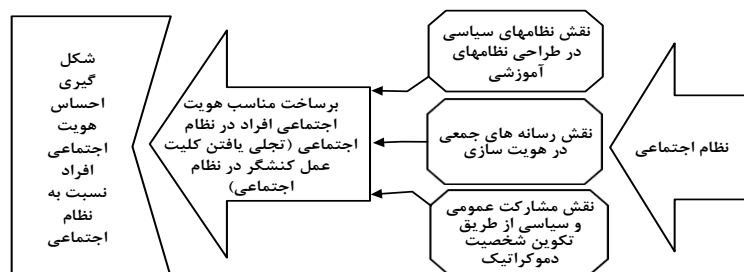 نظام اجتماعی
نقش نظامهای سیاسی
در طراحی نظامهای
آموزشی
نقش رسانه های جمعی
در هویت سازی
نقش مشارکت عمومی
و سیاسی از طریق
تکوین شخصیت
دموکراتیک
برساخت مناسب هویت
اجتماعی افراد در نظام
اجتماعی (تجلی یافتن کلیت
عمل کنشگر در نظام
اجتماعی)
شکل
گیری
احساس
هویت
اجتماعی
افراد
نسبت به
نظام
اجتماعی